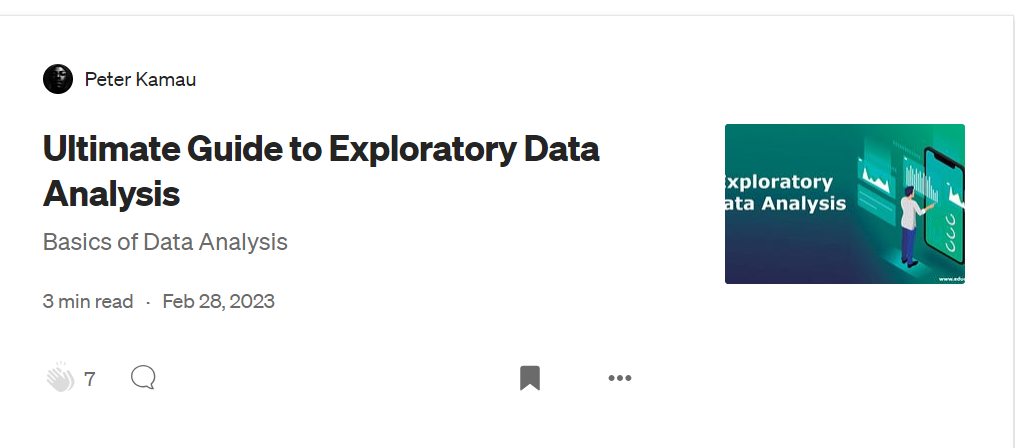 Peter Kamau
Ultimate Guide to Exploratory Data
Analysis
Basics of Data Analysis
3 min read · Feb 28, 2023
7
xploratory
ata Analysis
www.edu